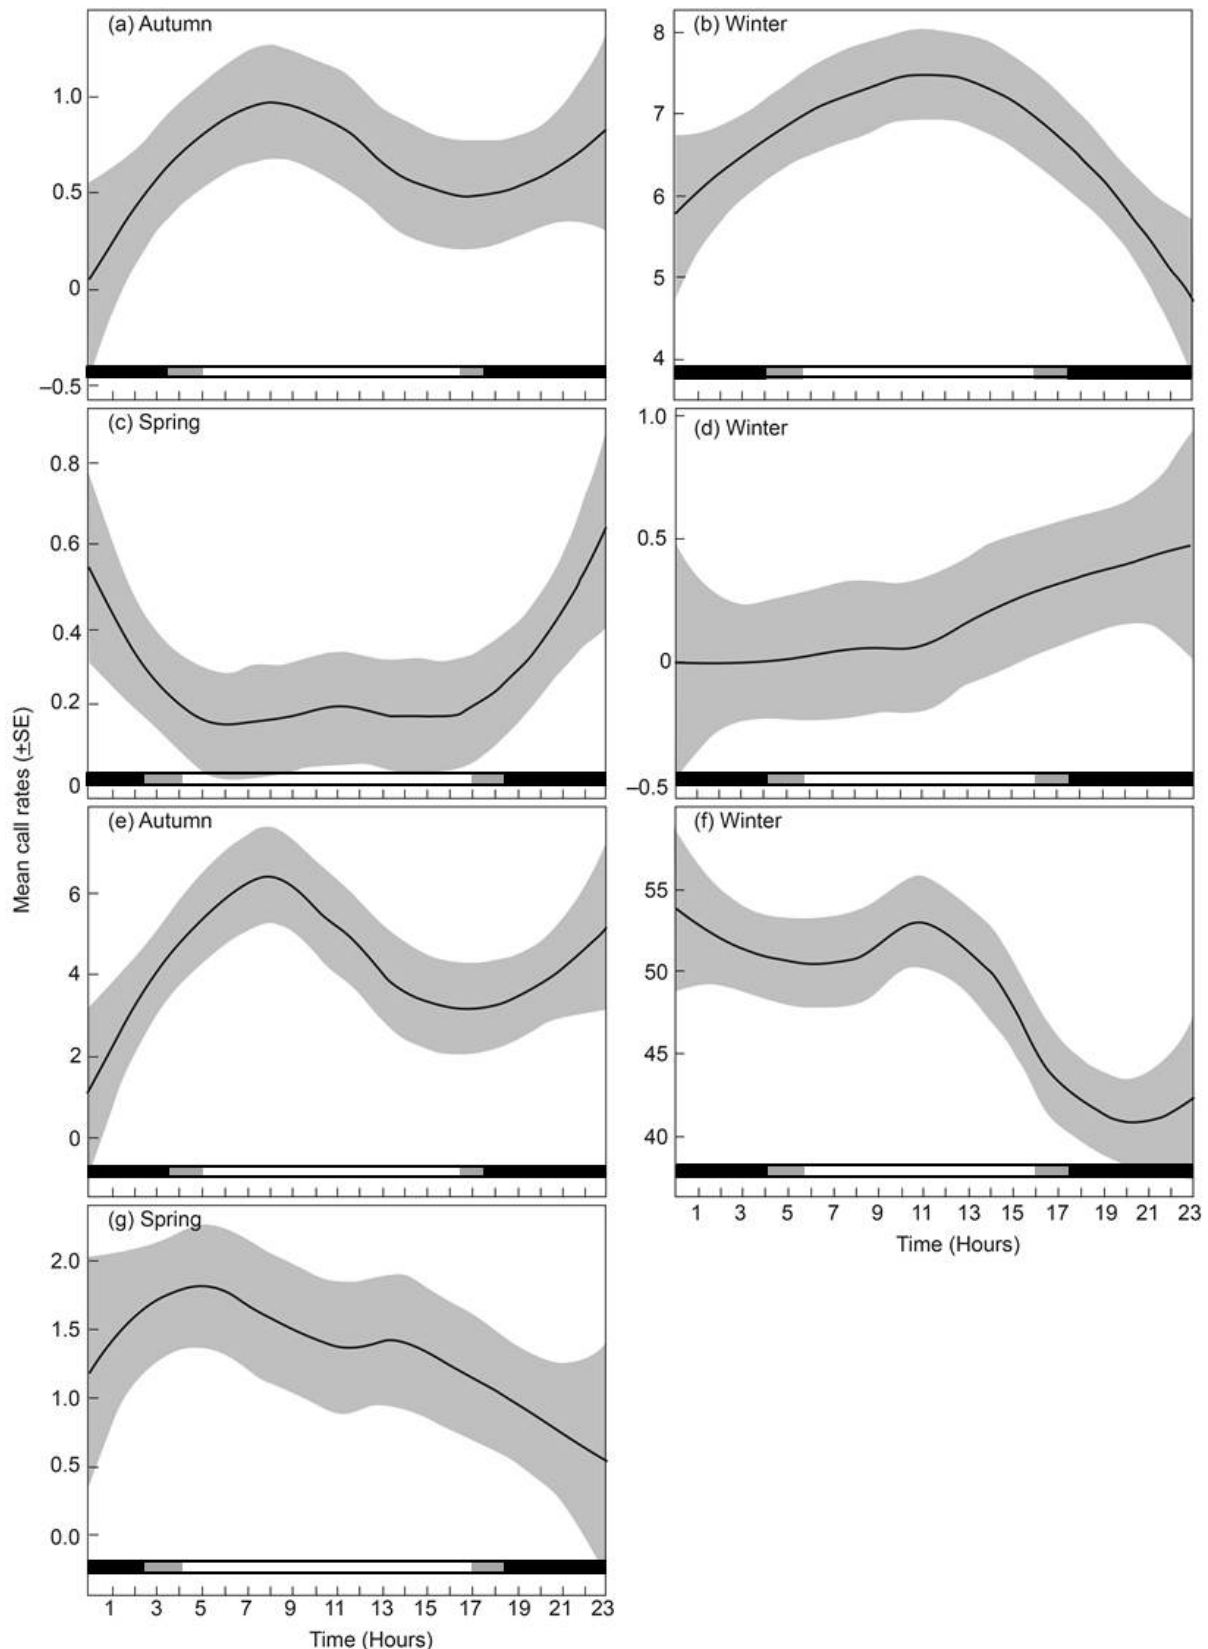 (a) Autumn
1.0
0.5
0
–0.5
(b) Winter
8
7
6
5
4
(c) Spring
0.8
0.6
0.4
0.2
0
(d) Winter
1.0
0.5
0
–0.5
Mean call rates (±SE)
(e) Autumn
6
4
2
0
(f) Winter
55
50
45
40
1 3 5 7 9 11 13 15 17 19 21 23
Time (Hours)
(g) Spring
2.0
1.5
1.0
0.5
0.0
1 3 5 7 9 11 13 15 17 19 21 23
Time (Hours)